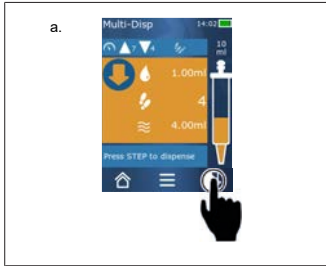 a.
Multi-Disp 14:02
7 4 10 ml
1.00ml
4
4.00ml
Press STEP to dispense